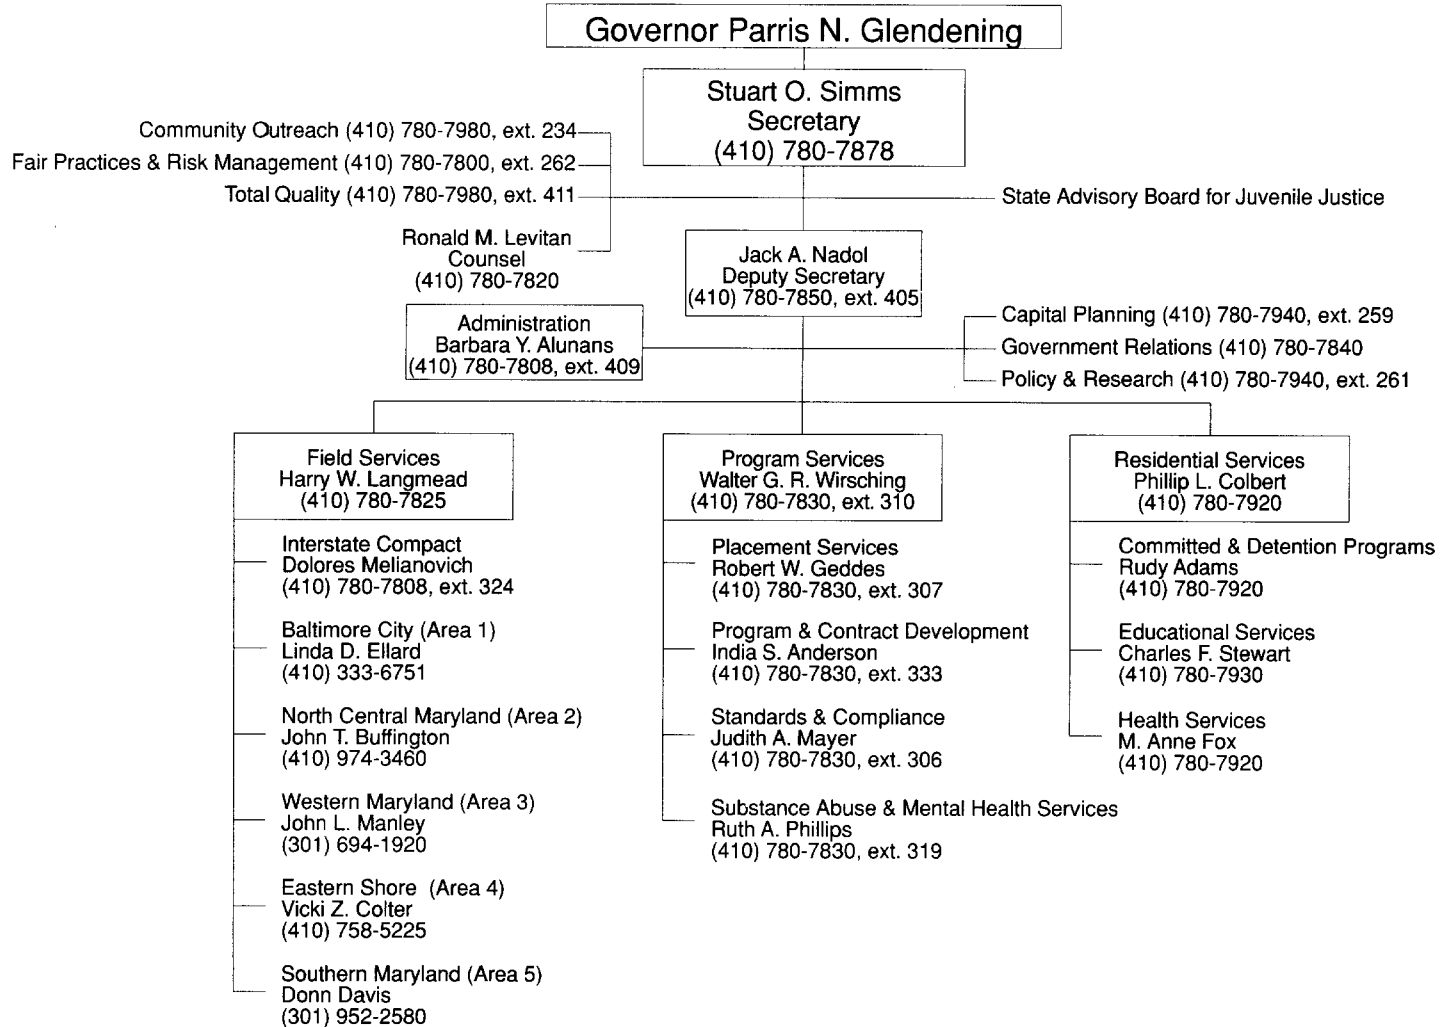 Governor Parris N. Glendening
Stuart O. Simms
Secretary
(410) 780-7878
Community Outreach (410) 780-7980, ext. 234
Fair Practices & Risk Management (410) 780-7800, ext. 262
Total Quality (410) 780-7980, ext. 411
State Advisory Board for Juvenile Justice
Ronald M. Levitan
Counsel
(410) 780-7820
Jack A. Nadol
Deputy Secretary
(410) 780-7850, ext. 405
Administration
Barbara Y. Alunans
(410) 780-7808, ext. 409
Capital Planning (410) 780-7940, ext. 259
Government Relations (410) 780-7840
Policy & Research (410) 780-7940, ext. 261
Field Services
Harry W. Langmead
(410) 780-7825
Interstate Compact
Dolores Melianovich
(410) 780-7808, ext. 324
Baltimore City (Area 1)
Linda D. Ellard
(410) 333-6751
North Central Maryland (Area 2)
John T. Buffington
(410) 974-3460
Western Maryland (Area 3)
John L. Manley
(301) 694-1920
Eastern Shore (Area 4)
Vicki Z. Colter
(410) 758-5225
Southern Maryland (Area 5)
Donn Davis
(301) 952-2580
Program Services
Walter G. R. Wirsching
(410) 780-7830, ext. 310
Placement Services
Robert W. Geddes
(410) 780-7830, ext. 307
Program & Contract Development
India S. Anderson
(410) 780-7830, ext. 333
Standards & Compliance
Judith A. Mayer
(410) 780-7830, ext. 306
Substance Abuse & Mental Health Services
Ruth A. Phillips
(410) 780-7830, ext. 319
Residential Services
Phillip L. Colbert
(410) 780-7920
Committed & Detention Programs
Rudy Adams
(410) 780-7920
Educational Services
Charles F. Stewart
(410) 780-7930
Health Services
M. Anne Fox
(410) 780-7920